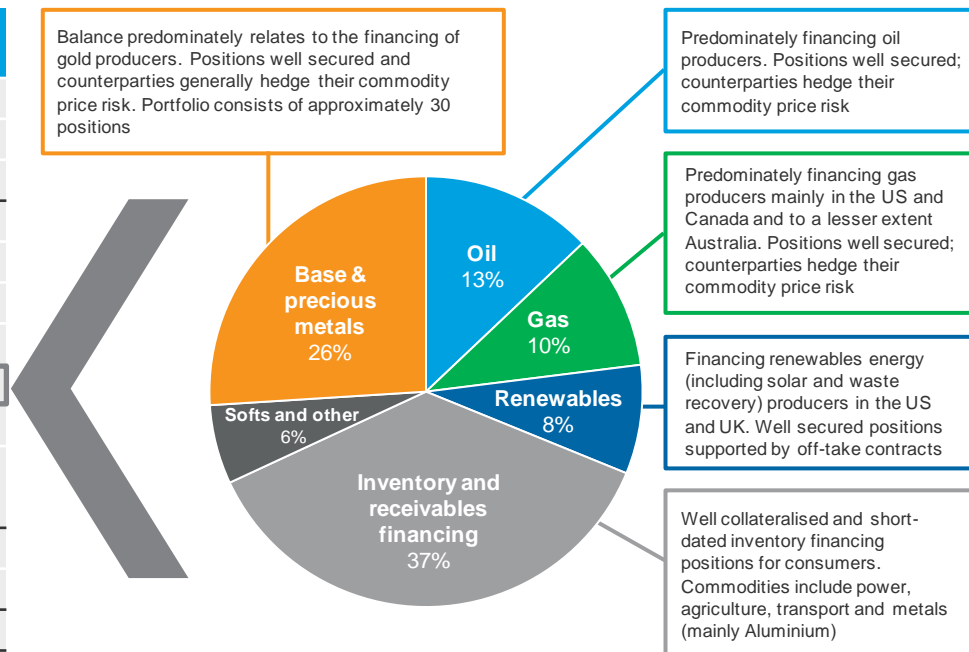 Balance predominately relates to the financing of
gold producers. Positions well secured and
counterparties generally hedge their commodity
price risk. Portfolio consists of approximately 30
positions
Predominately financing oil
producers. Positions well secured;
counterparties hedge their
commodity price risk
Predominately financing gas
producers mainly in the US and
Canada and to a lesser extent
Australia. Positions well secured;
counterparties hedge their
commodity price risk
Financing renewables energy
(including solar and waste
recovery) producers in the US
and UK. Well secured positions
supported by off-take contracts
Well collateralised and short-
dated inventory financing
positions for consumers.
Commodities include power,
agriculture, transport and metals
(mainly Aluminium)
Oil
13%
Gas
10%
Renewables
8%
Inventory and
receivables
financing
37%
Softs and other
6%
Base &
precious
metals
26%